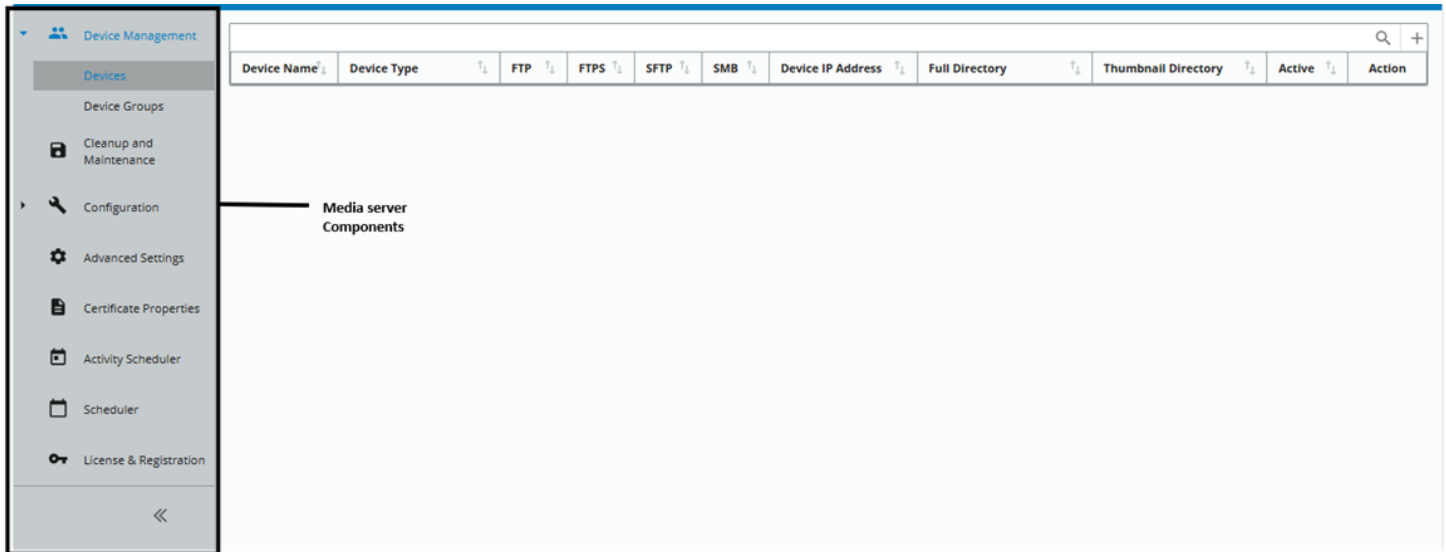 Device Management
Devices
Device Groups
Cleanup and
Maintenance
Configuration
Advanced Settings
Certificate Properties
Activity Scheduler
Scheduler
License & Registration
Device Name Device Type FTP FTPS SFTP SMB Device IP Address Full Directory Thumbnail Directory Active Action
Media server
Components